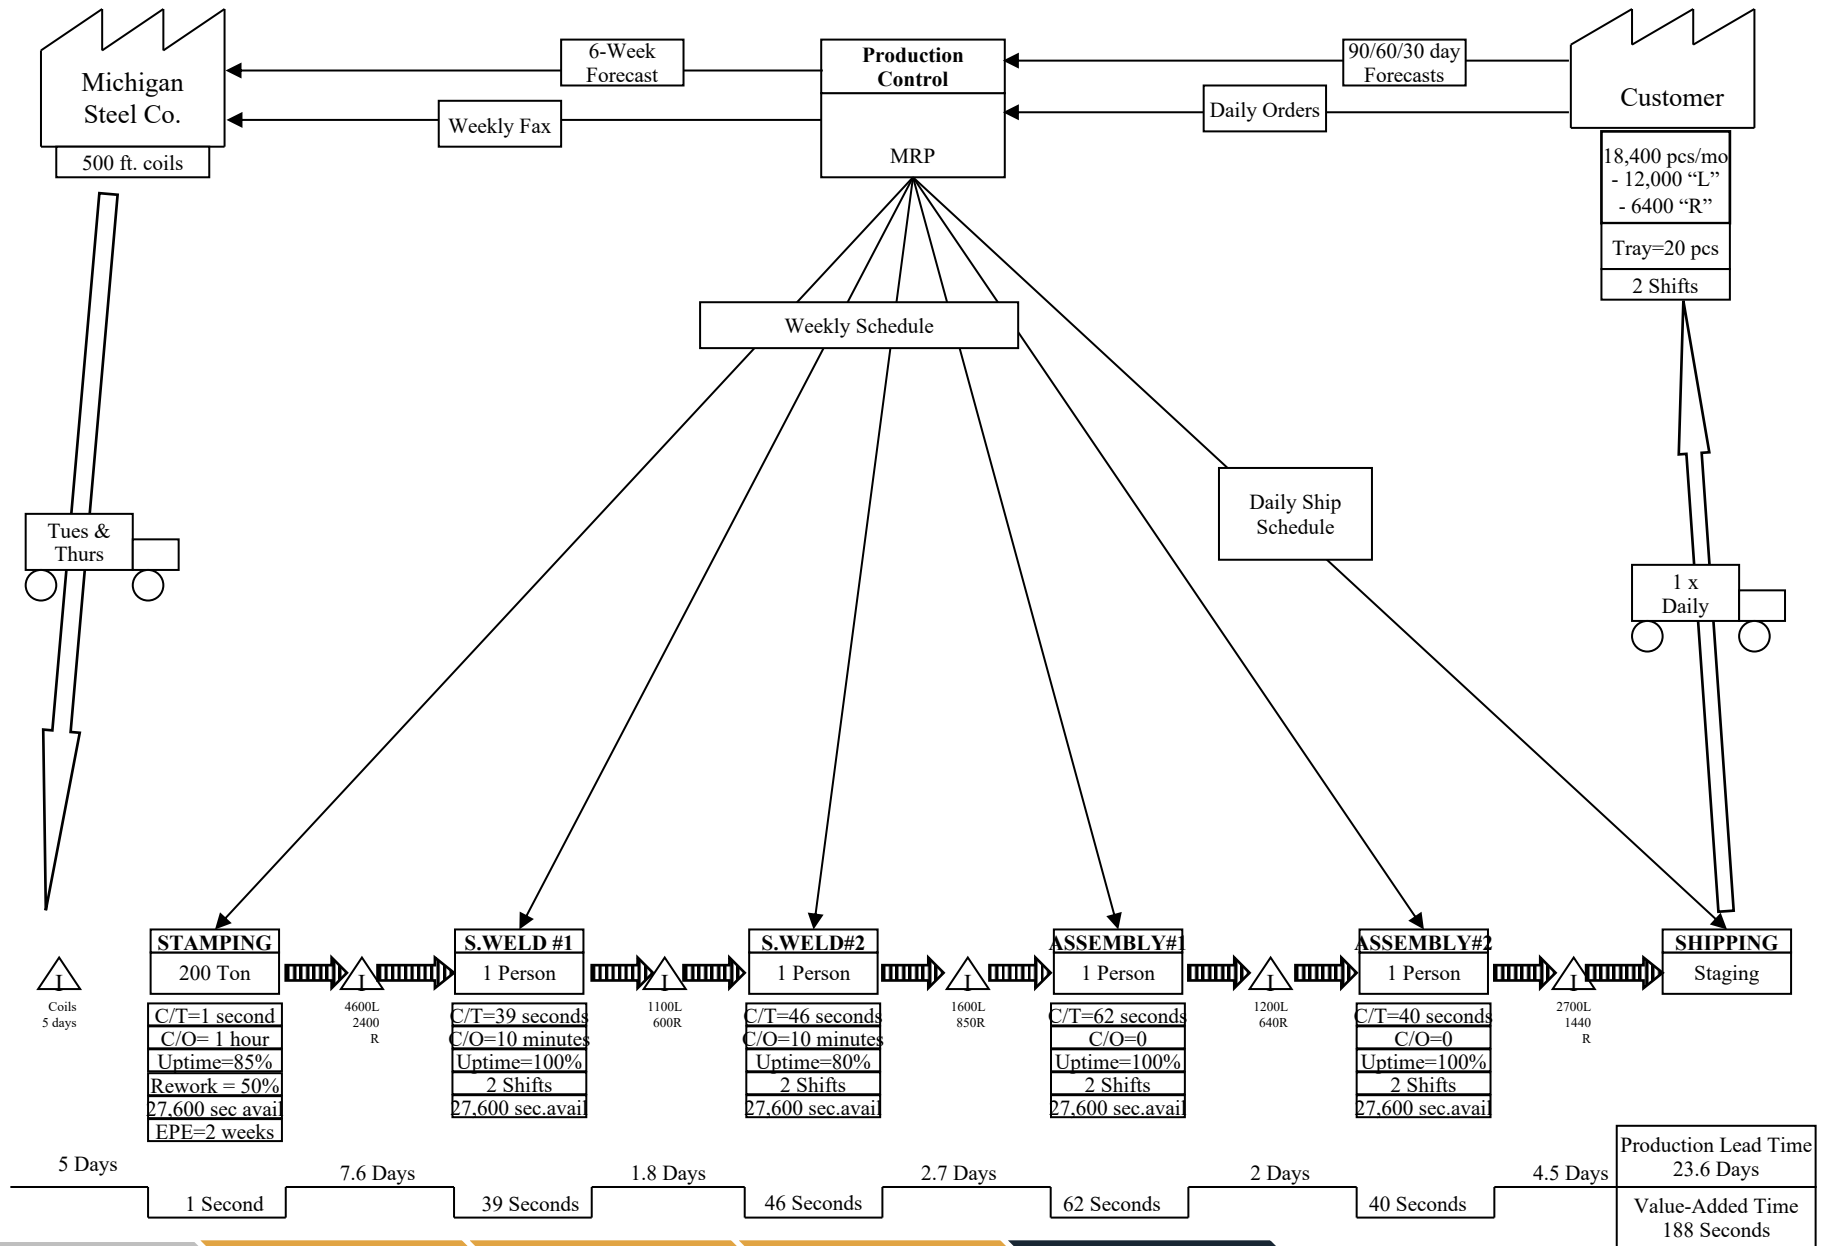 Michigan
Steel Co.
500 ft. coils
6-Week
Forecast
Weekly Fax
Production
Control
MRP
90/60/30 day
Forecasts
Daily Orders
Customer
18,400 pcs/mo
- 12,000 “L”
- 6400 “R”
Tray=20 pcs
2 Shifts
Weekly Schedule
Daily Ship
Schedule
Tues &
Thurs
1 x
Daily
I
Coils
5 days
STAMPING
200 Ton
C/T=1 second
C/O= 1 hour
Uptime=85%
Rework = 50%
27,600 sec avail
EPE=2 weeks
I
4600L
2400
R
S.WELD #1
1 Person
C/T=39 seconds
C/O=10 minutes
Uptime=100%
2 Shifts
27,600 sec.avail
I
1100L
600R
S.WELD#2
1 Person
C/T=46 seconds
C/O=10 minutes
Uptime=80%
2 Shifts
27,600 sec.avail
I
1600L
850R
ASSEMBLY#1
1 Person
C/T=62 seconds
C/O=0
Uptime=100%
2 Shifts
27,600 sec.avail
I
1200L
640R
ASSEMBLY#2
1 Person
C/T=40 seconds
C/O=0
Uptime=100%
2 Shifts
27,600 sec.avail
I
2700L
1440
R
SHIPPING
Staging
5 Days
1 Second
7.6 Days
39 Seconds
1.8 Days
46 Seconds
2.7 Days
62 Seconds
2 Days
40 Seconds
4.5 Days
Production Lead Time
23.6 Days
Value-Added Time
188 Seconds